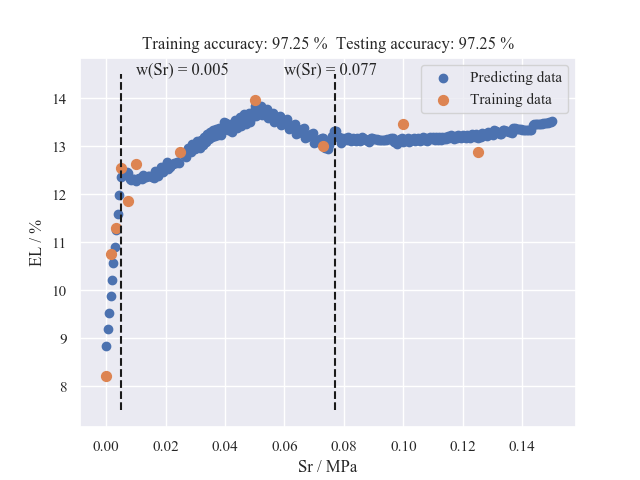 Training accuracy: 97.25 % Testing accuracy: 97.25 %
w(Sr) = 0.005
w(Sr) = 0.077
Predicting data
Training data
EL / %
14
13
12
11
10
9
8
0.00 0.02 0.04 0.06 0.08 0.10 0.12 0.14
Sr / MPa